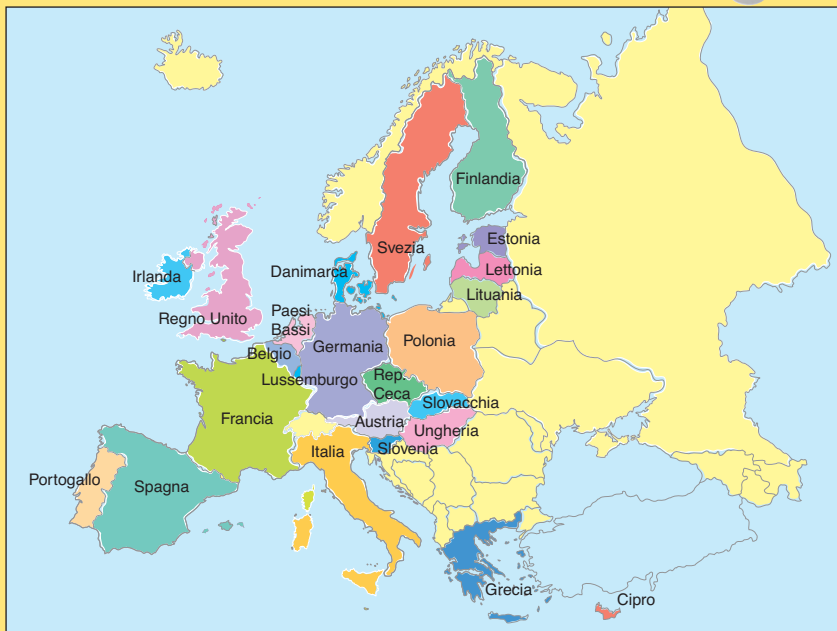 Finlandia
Estonia
Svezia
Lettonia
Danimarca
Irlanda
Lituania
Paesi
Bassi
Regno Unito
Germania
Polonia
Belgio
Lussemburgo
Rep.
Ceca
Slovacchia
Francia
Austria
Ungheria
Italia
Slovenia
Portogallo
Spagna
Grecia
Cipro